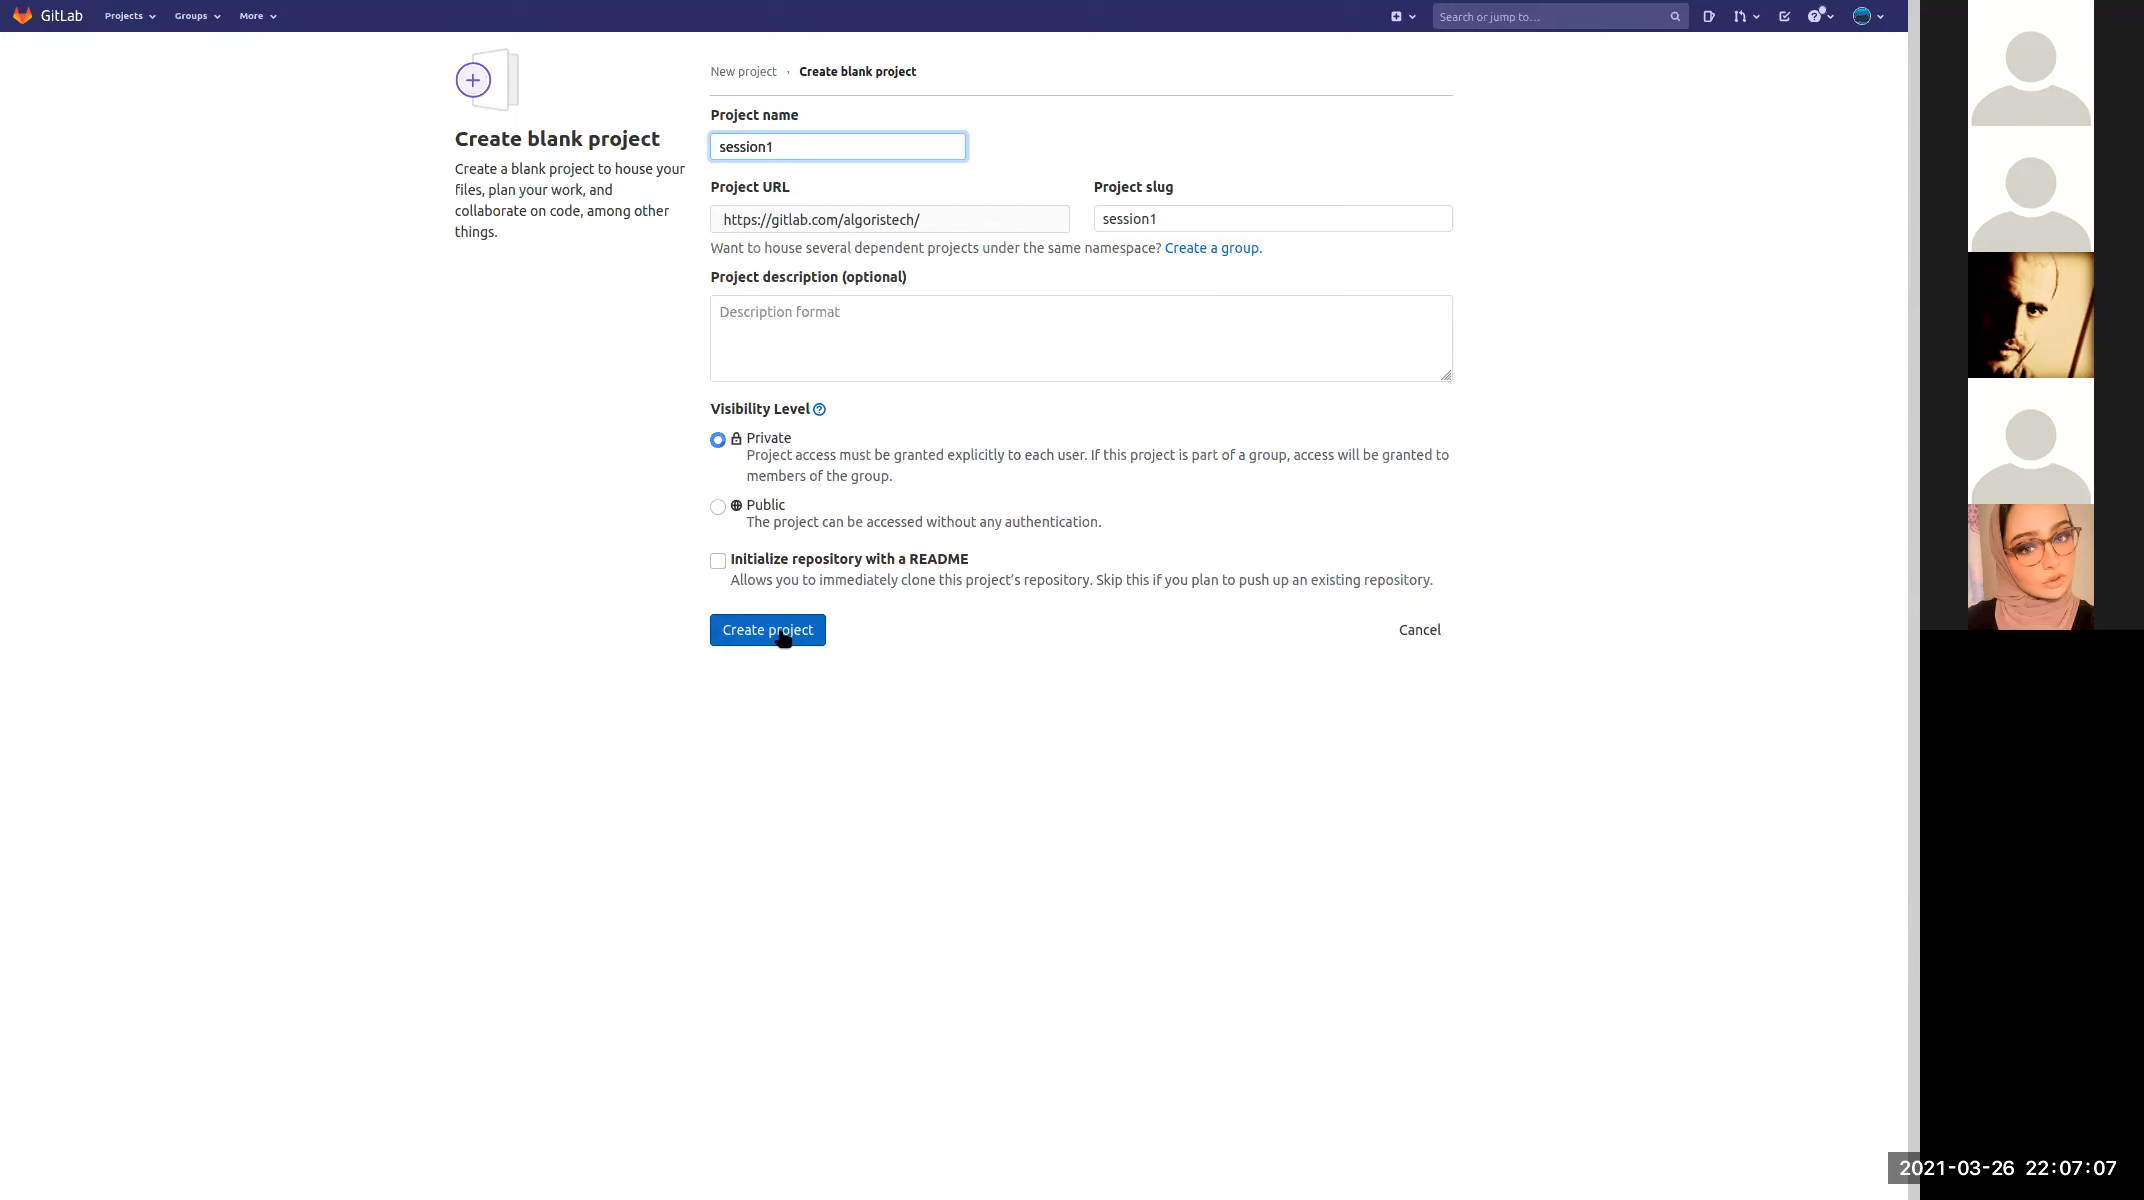 GitLab Projects Groups More Search or jump to...
New project › Create blank project
Create blank project
Create a blank project to house your
files, plan your work, and
collaborate on code, among other
things.
Project name
session1
Project URL Project slug
https://gitlab.com/algoristech/ session1
Want to house several dependent projects under the same namespace? Create a group.
Project description (optional)
Description format
Visibility Level
Private
Project access must be granted explicitly to each user. If this project is part of a group, access will be granted to
members of the group.
Public
The project can be accessed without any authentication.
Initialize repository with a README
Allows you to immediately clone this project's repository. Skip this if you plan to push up an existing repository.
Create project Cancel
2021-03-26 22:07:07